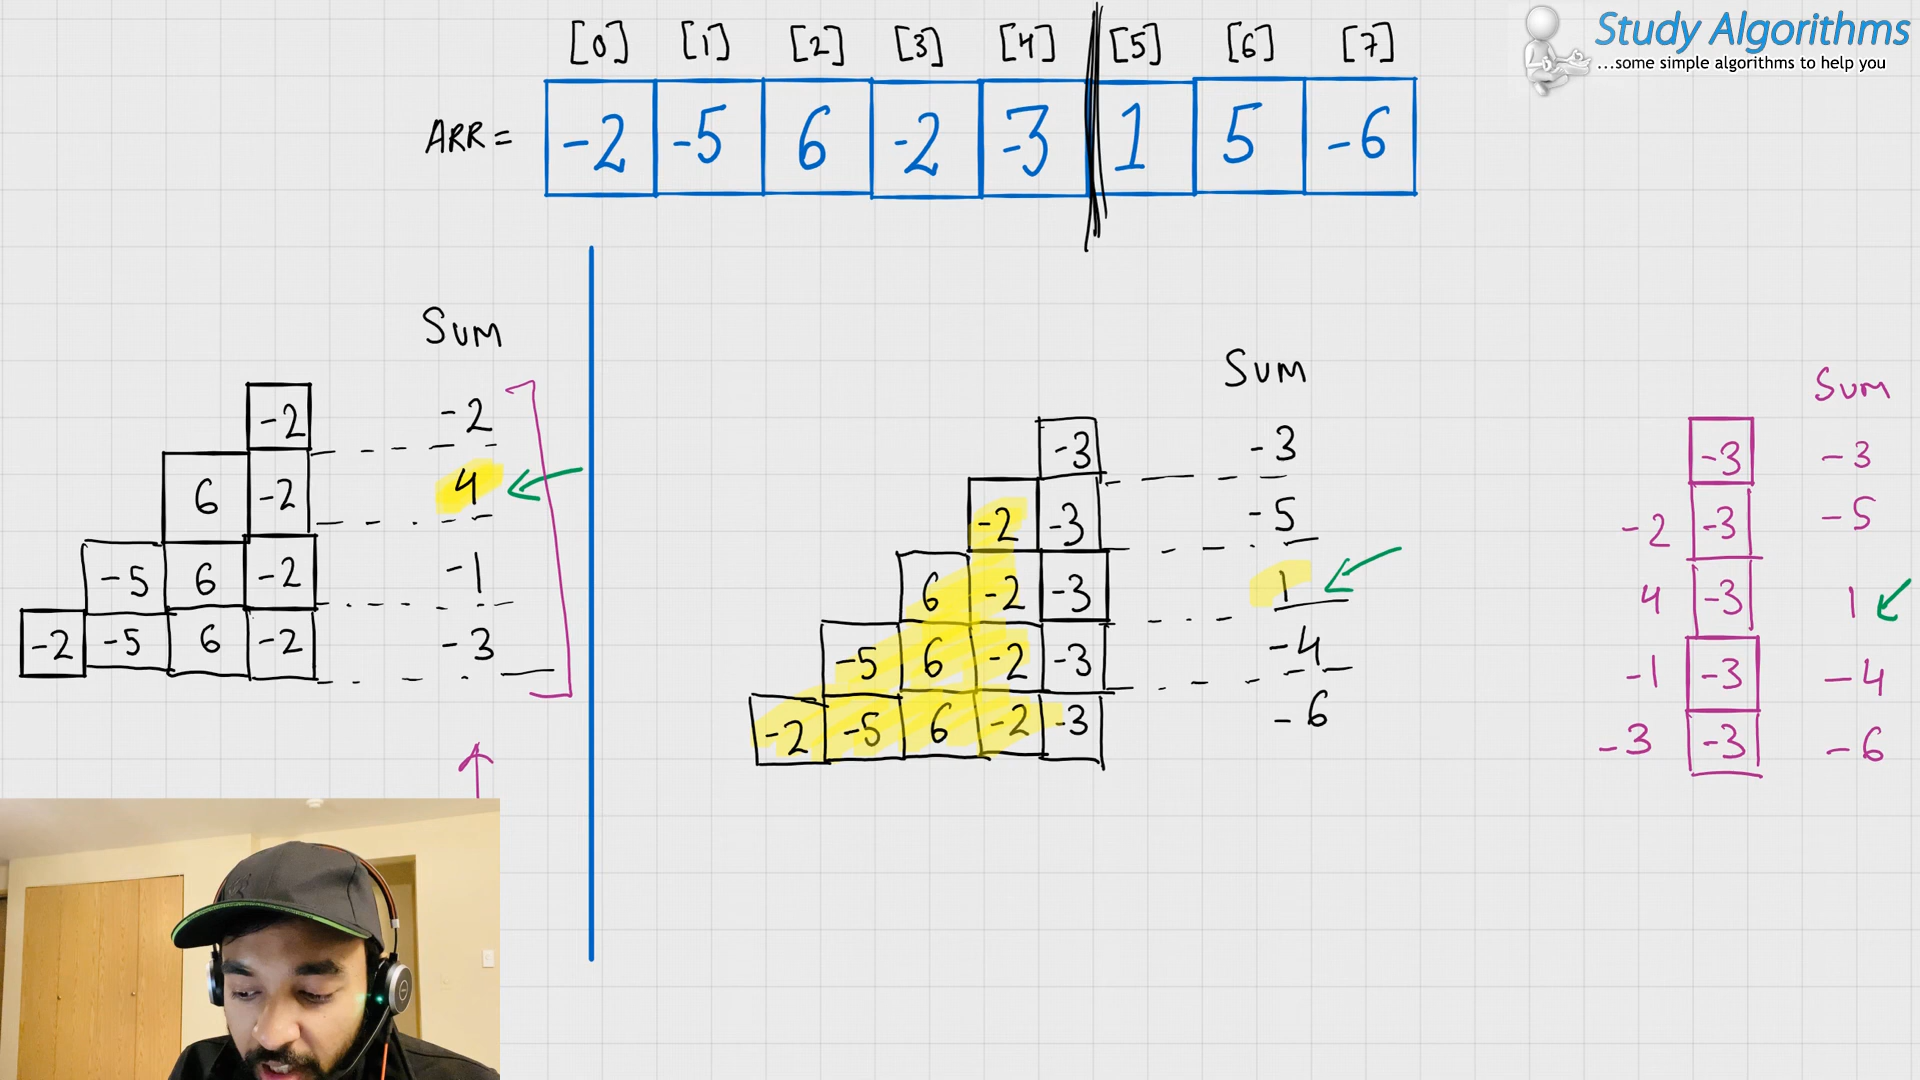 [0] [1] [2] [3] [4] [5] [6] [7]
Study Algorithms
...some simple algorithms to help you
ARR = -2 -5 6 -2 -3 1 5 -6
Sum
-2 -2
6 -2 4
-5 6 -2 -1
-2 -5 6 -2 -3
Sum
-3 -3
-2 -3 -5
6 -2 -3 1
-5 6 -2 -3 -4
-2 -5 6 -2 -3 -6
Sum
-3 -3
-2 -3 -5
4 -3 1
-1 -3 -4
-3 -3 -6